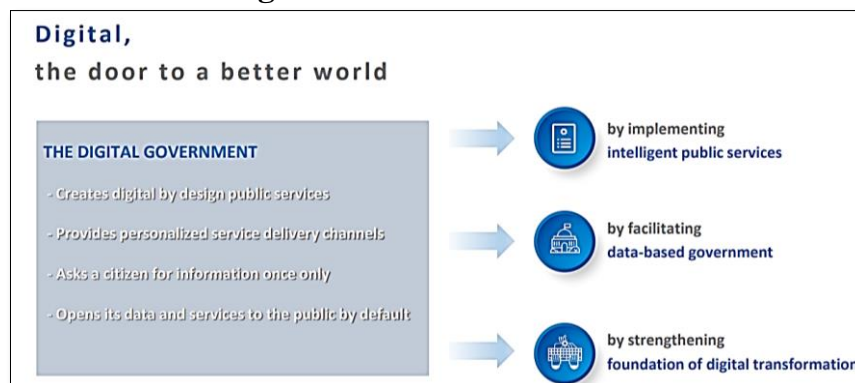 Digital,
the door to a better world
THE DIGITAL GOVERNMENT
- Creates digital by design public services
- Provides personalized service delivery channels
- Asks a citizen for information once only
- Opens its data and services to the public by default
by implementing
intelligent public services
by facilitating
data-based government
by strengthening
foundation of digital transformation